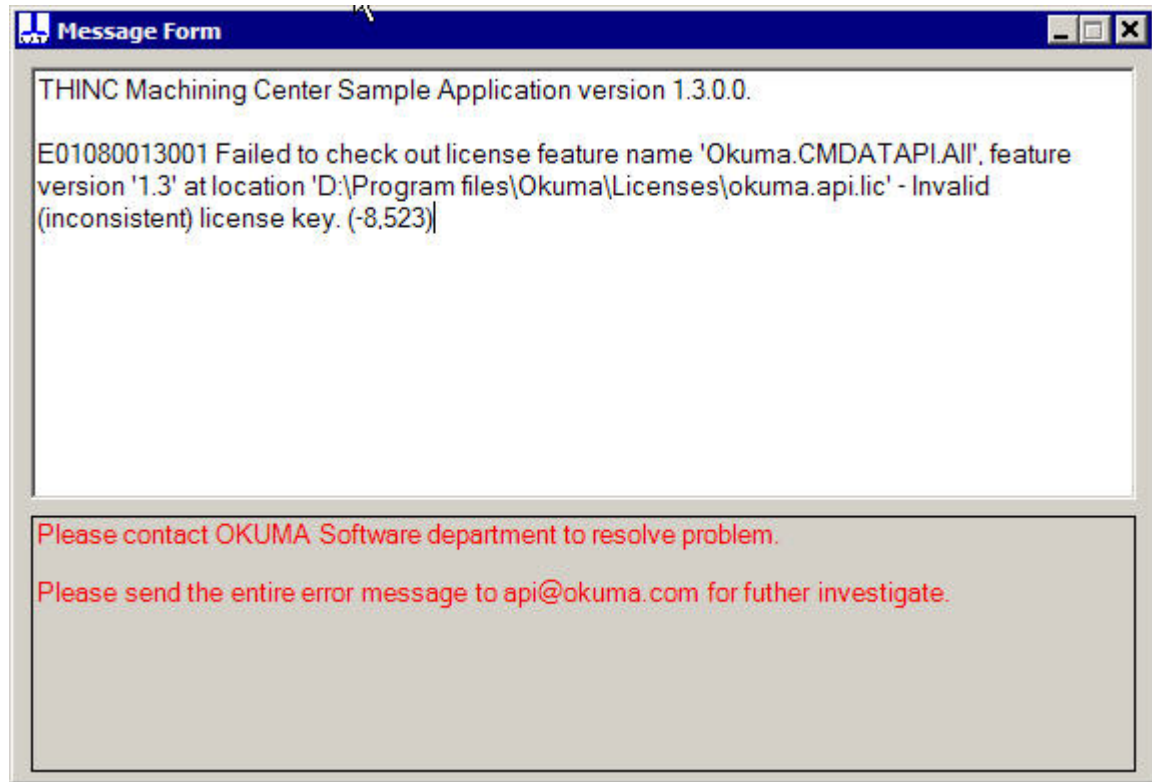 Message Form
THINC Machining Center Sample Application version 1.3.0.0.
E01080013001 Failed to check out license feature name 'Okuma.CMDATAPI.All', feature
version '1.3' at location 'D:\Program files\Okuma\Licenses\okuma.api.lic' - Invalid
(inconsistent) license key. (-8,523)
Please contact OKUMA Software department to resolve problem.
Please send the entire error message to api@okuma.com for futher investigate.